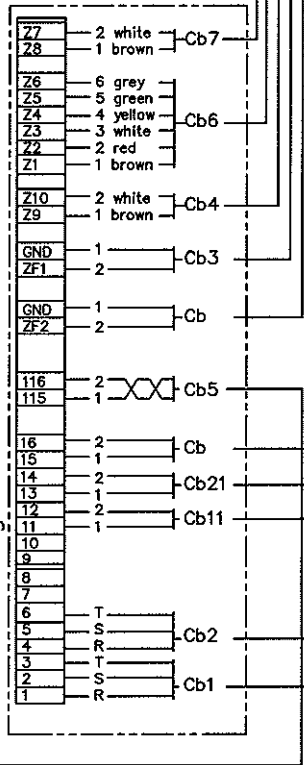 Z7 2 white
Cb7
Z8 1 brown
Z6 6 grey
Z5 5 green
Z4 4 yellow
Cb6
Z3 3 white
Z2 2 red
Z1 1 brown
Z10 2 white
Cb4
Z9 1 brown
GND 1
Cb3
ZF1 2
GND 1
Cb
ZF2 2
116 2
Cb5
115 1
16 2
Cb
15 1
14 2
Cb21
13 1
12 2
Cb11
11 1
10
9
8
7
6 T
5 S
Cb2
4 R
3 T
2 S
Cb1
1 R